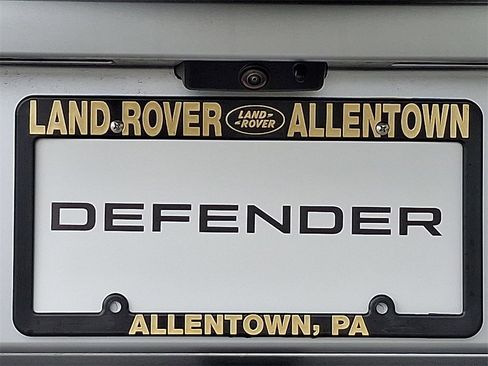 LAND ROVER LAND ROVER ALLENTOWN
DEFENDER
ALLENTOWN, PA